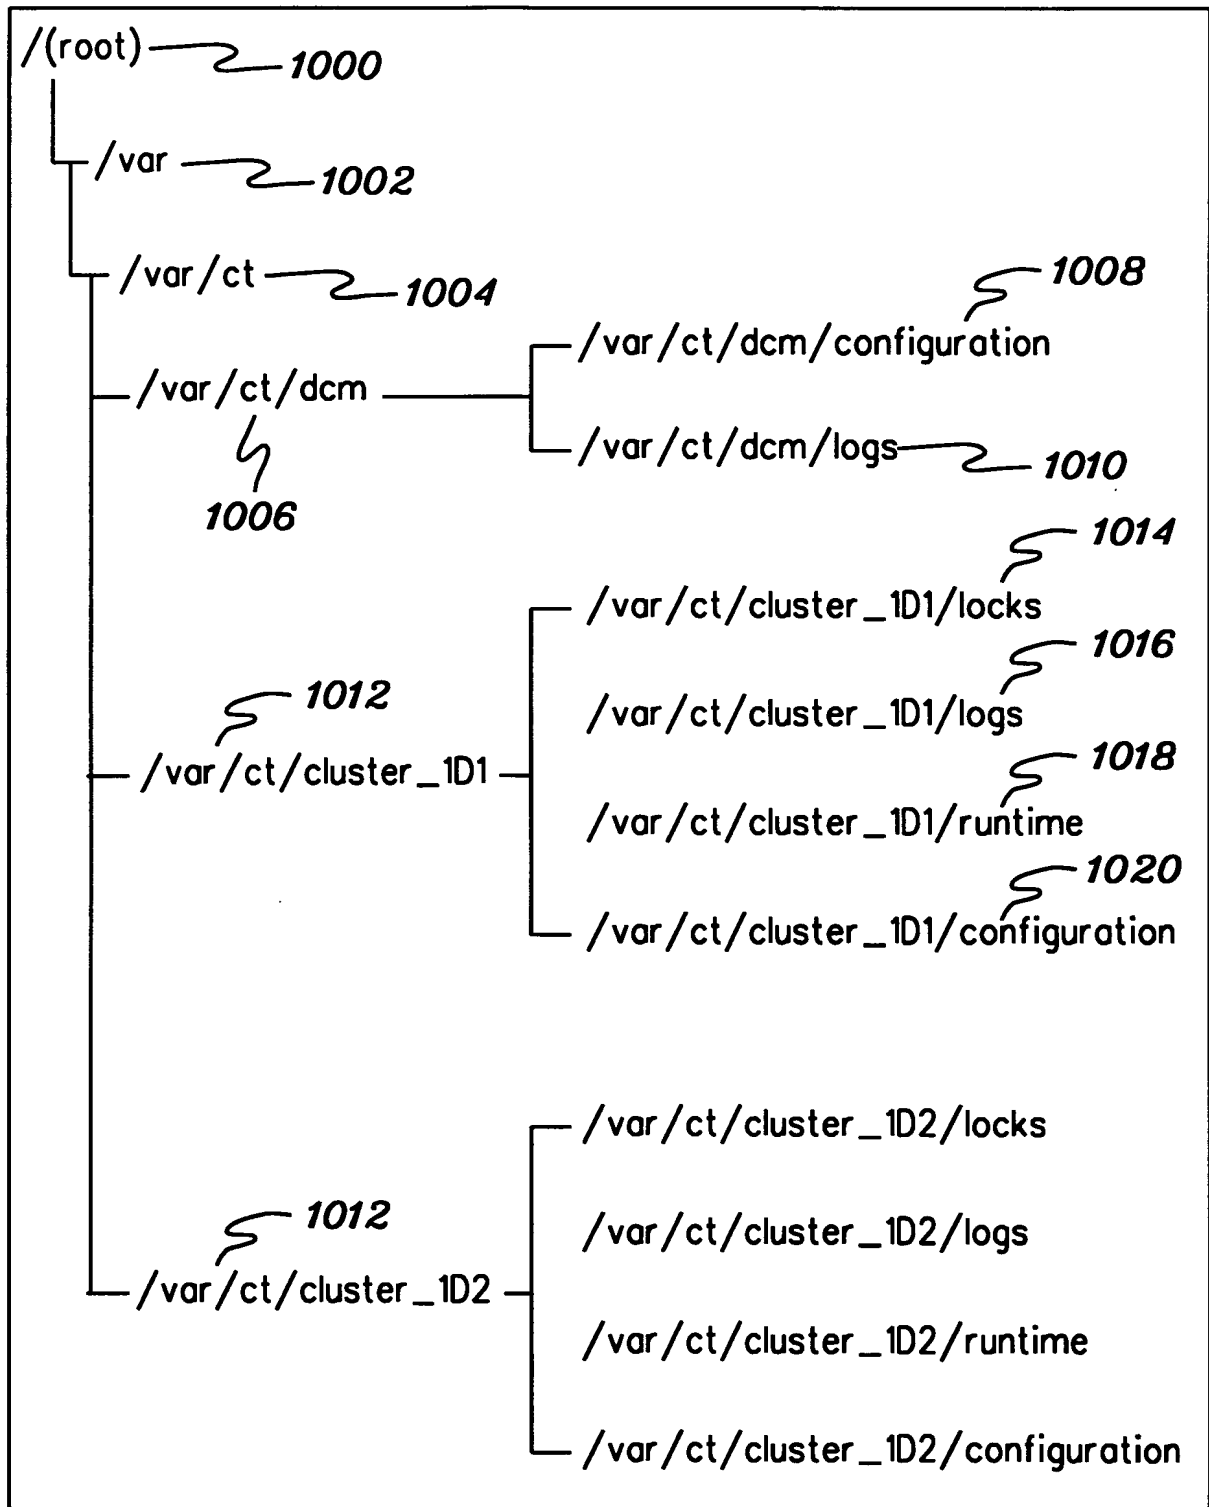 /(root) 1000
/var 1002
/var/ct 1004
1008
/var/ct/dcm/configuration
/var/ct/dcm
/var/ct/dcm/logs 1010
1006
1014
/var/ct/cluster_1D1/locks
1016
1012
/var/ct/cluster_1D1/logs
1018
/var/ct/cluster_1D1
/var/ct/cluster_1D1/runtime
1020
/var/ct/cluster_1D1/configuration
/var/ct/cluster_1D2/locks
1012
/var/ct/cluster_1D2/logs
/var/ct/cluster_1D2
/var/ct/cluster_1D2/runtime
/var/ct/cluster_1D2/configuration